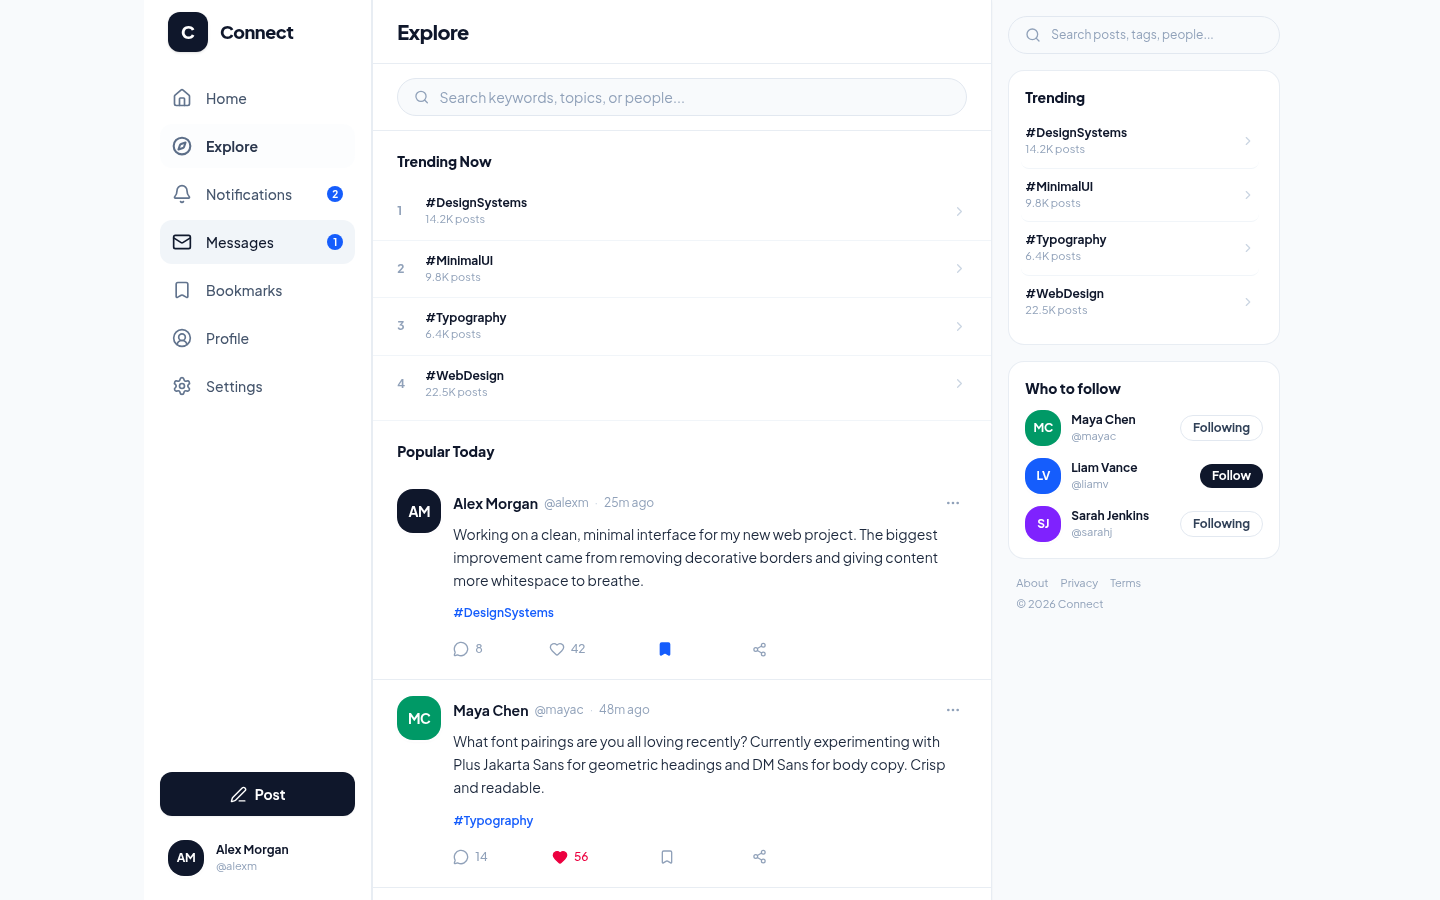 C Connect
Home
Explore
Notifications 2
Messages 1
Bookmarks
Profile
Settings
Post
AM Alex Morgan
@alexm
Explore
Search keywords, topics, or people...
Trending Now
1 #DesignSystems
14.2K posts
2 #MinimalUI
9.8K posts
3 #Typography
6.4K posts
4 #WebDesign
22.5K posts
Popular Today
AM Alex Morgan @alexm · 25m ago
Working on a clean, minimal interface for my new web project. The biggest
improvement came from removing decorative borders and giving content
more whitespace to breathe.
#DesignSystems
8 42
MC Maya Chen @mayac · 48m ago
What font pairings are you all loving recently? Currently experimenting with
Plus Jakarta Sans for geometric headings and DM Sans for body copy. Crisp
and readable.
#Typography
14 56
Search posts, tags, people...
Trending
#DesignSystems
14.2K posts
#MinimalUI
9.8K posts
#Typography
6.4K posts
#WebDesign
22.5K posts
Who to follow
MC Maya Chen
@mayac
Following
LV Liam Vance
@liamv
Follow
SJ Sarah Jenkins
@sarahj
Following
About Privacy Terms
© 2026 Connect